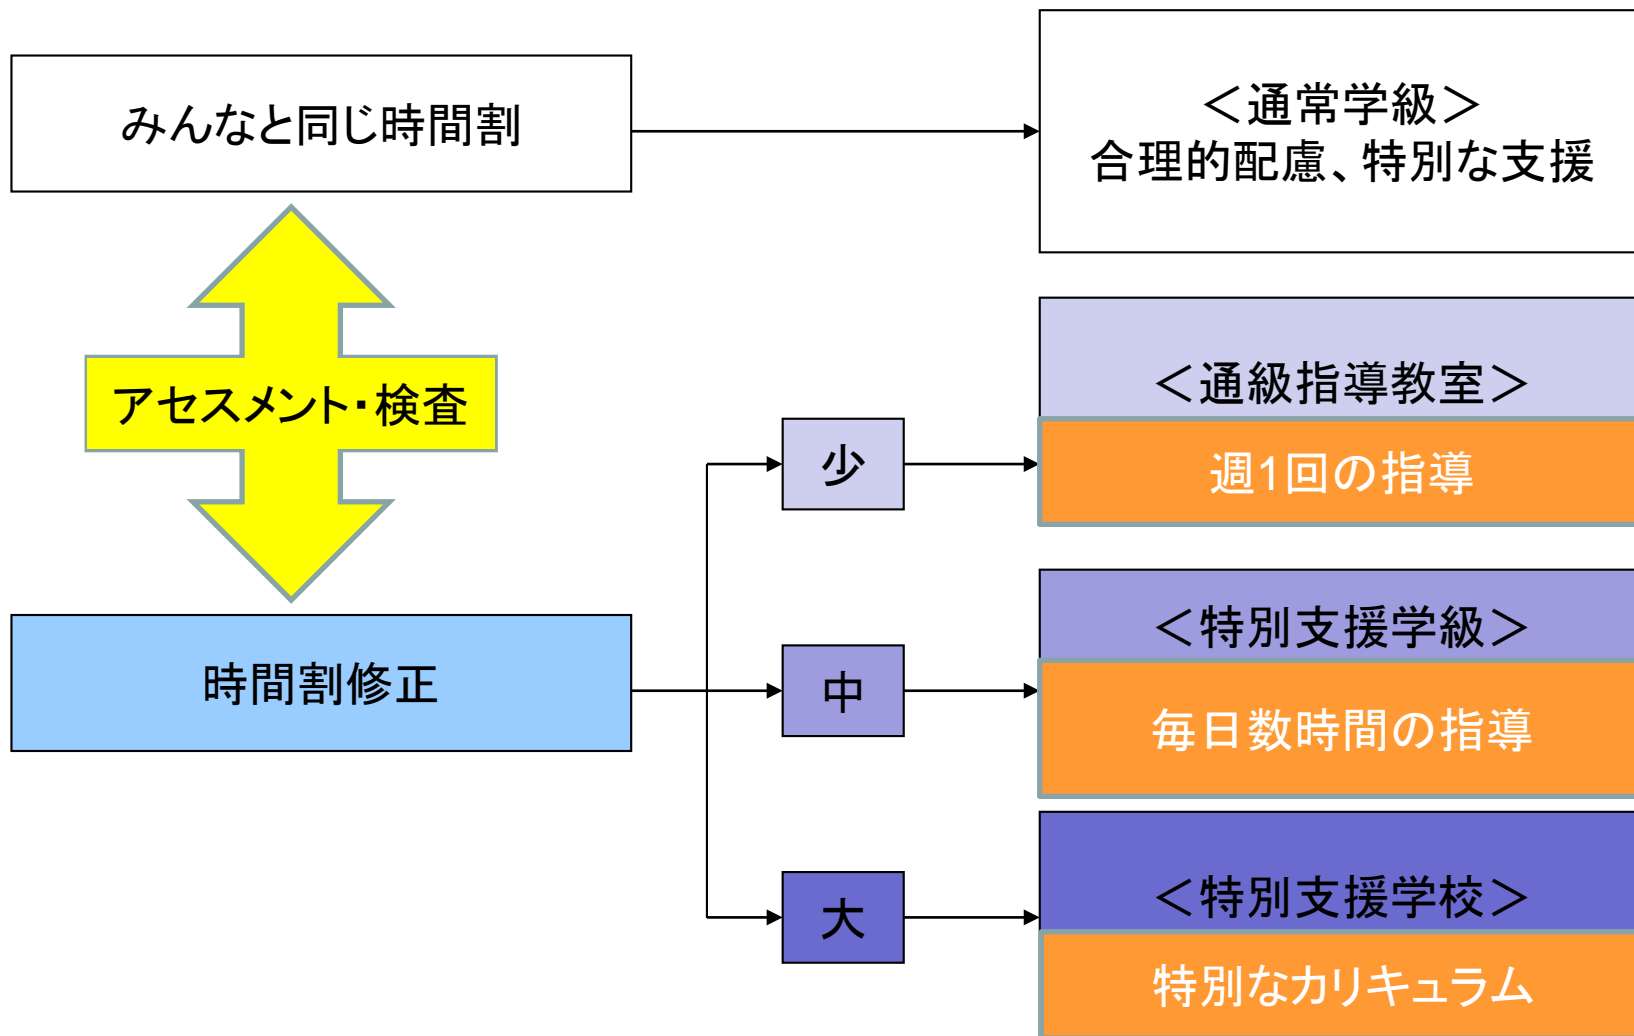 みんなと同じ時間割
＜通常学級＞
合理的配慮、特別な支援
アセスメント・検査
時間割修正
少
＜通級指導教室＞
週1回の指導
中
＜特別支援学級＞
毎日数時間の指導
大
＜特別支援学校＞
特別なカリキュラム